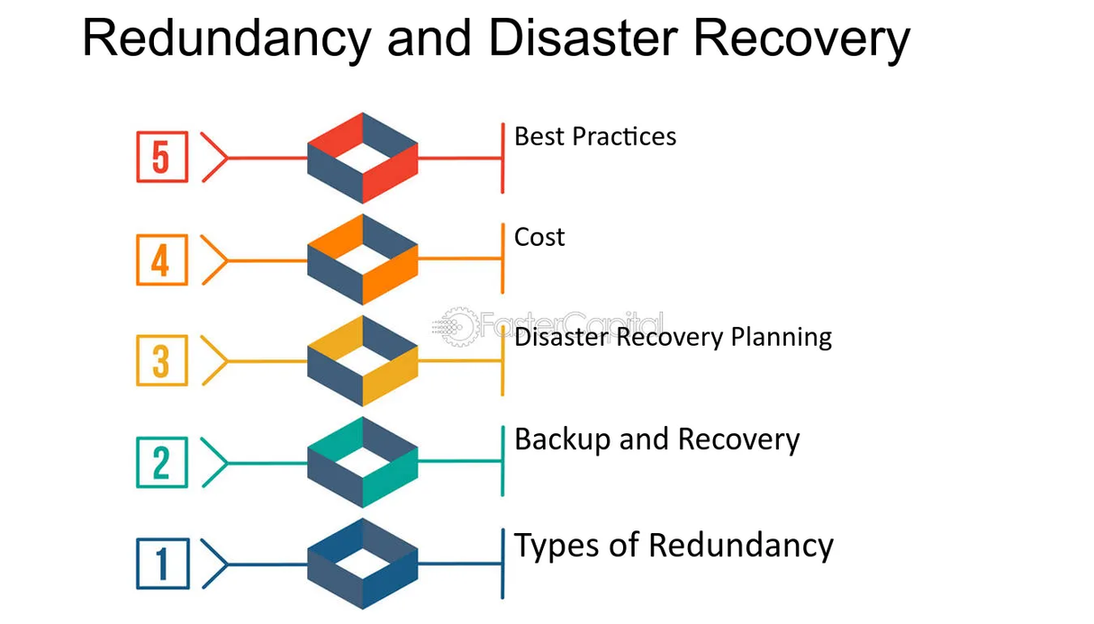 Redundancy and Disaster Recovery
5
Best Practices
4
Cost
FasterCapital
3
Disaster Recovery Planning
2
Backup and Recovery
1
Types of Redundancy